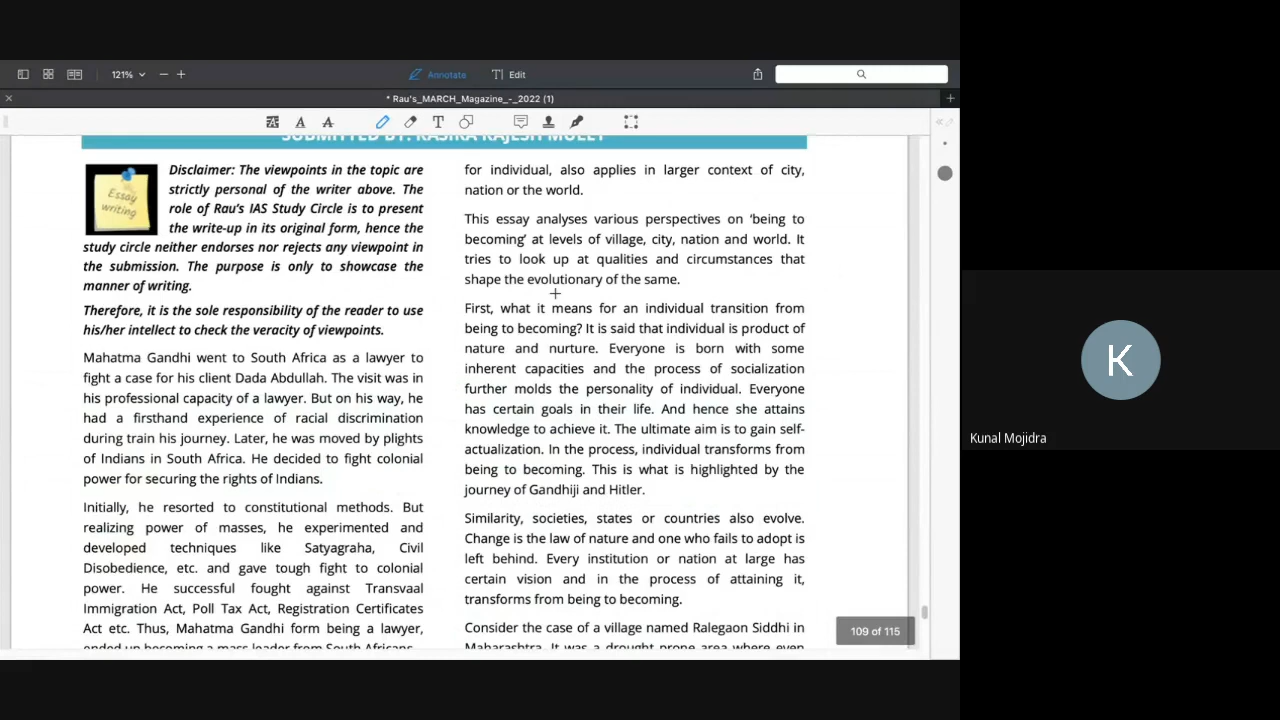 121%
Annotate
Edit
* Rau's_MARCH_Magazine_-_2022 (1)
SUBMITTED BY:
Essay
writing
Disclaimer: The viewpoints in the topic are
strictly personal of the writer above. The
role of Rau's IAS Study Circle is to present
the write-up in its original form, hence the
study circle neither endorses nor rejects any viewpoint in
the submission. The purpose is only to showcase the
manner of writing.
Therefore, it is the sole responsibility of the reader to use
his/her intellect to check the veracity of viewpoints.
Mahatma Gandhi went to South Africa as a lawyer to
fight a case for his client Dada Abdullah. The visit was in
his professional capacity of a lawyer. But on his way, he
had a firsthand experience of racial discrimination
during train his journey. Later, he was moved by plights
of Indians in South Africa. He decided to fight colonial
power for securing the rights of Indians.
Initially, he resorted to constitutional methods. But
realizing power of masses, he experimented and
developed techniques like Satyagraha, Civil
Disobedience, etc. and gave tough fight to colonial
power. He successful fought against Transvaal
Immigration Act, Poll Tax Act, Registration Certificates
Act etc. Thus, Mahatma Gandhi form being a lawyer,
ended up becoming a mass leader from South Africans
for individual, also applies in larger context of city,
nation or the world.
This essay analyses various perspectives on 'being to
becoming' at levels of village, city, nation and world. It
tries to look up at qualities and circumstances that
shape the evolutionary of the same.
First, what it means for an individual transition from
being to becoming? It is said that individual is product of
nature and nurture. Everyone is born with some
inherent capacities and the process of socialization
further molds the personality of individual. Everyone
has certain goals in their life. And hence she attains
knowledge to achieve it. The ultimate aim is to gain self-
actualization. In the process, individual transforms from
being to becoming. This is what is highlighted by the
journey of Gandhiji and Hitler.
Similarity, societies, states or countries also evolve.
Change is the law of nature and one who fails to adopt is
left behind. Every institution or nation at large has
certain vision and in the process of attaining it,
transforms from being to becoming.
Consider the case of a village named Ralegaon Siddhi in
Maharashtra. It was a drought prone area where even
109 of 115
K
Kunal Mojidra